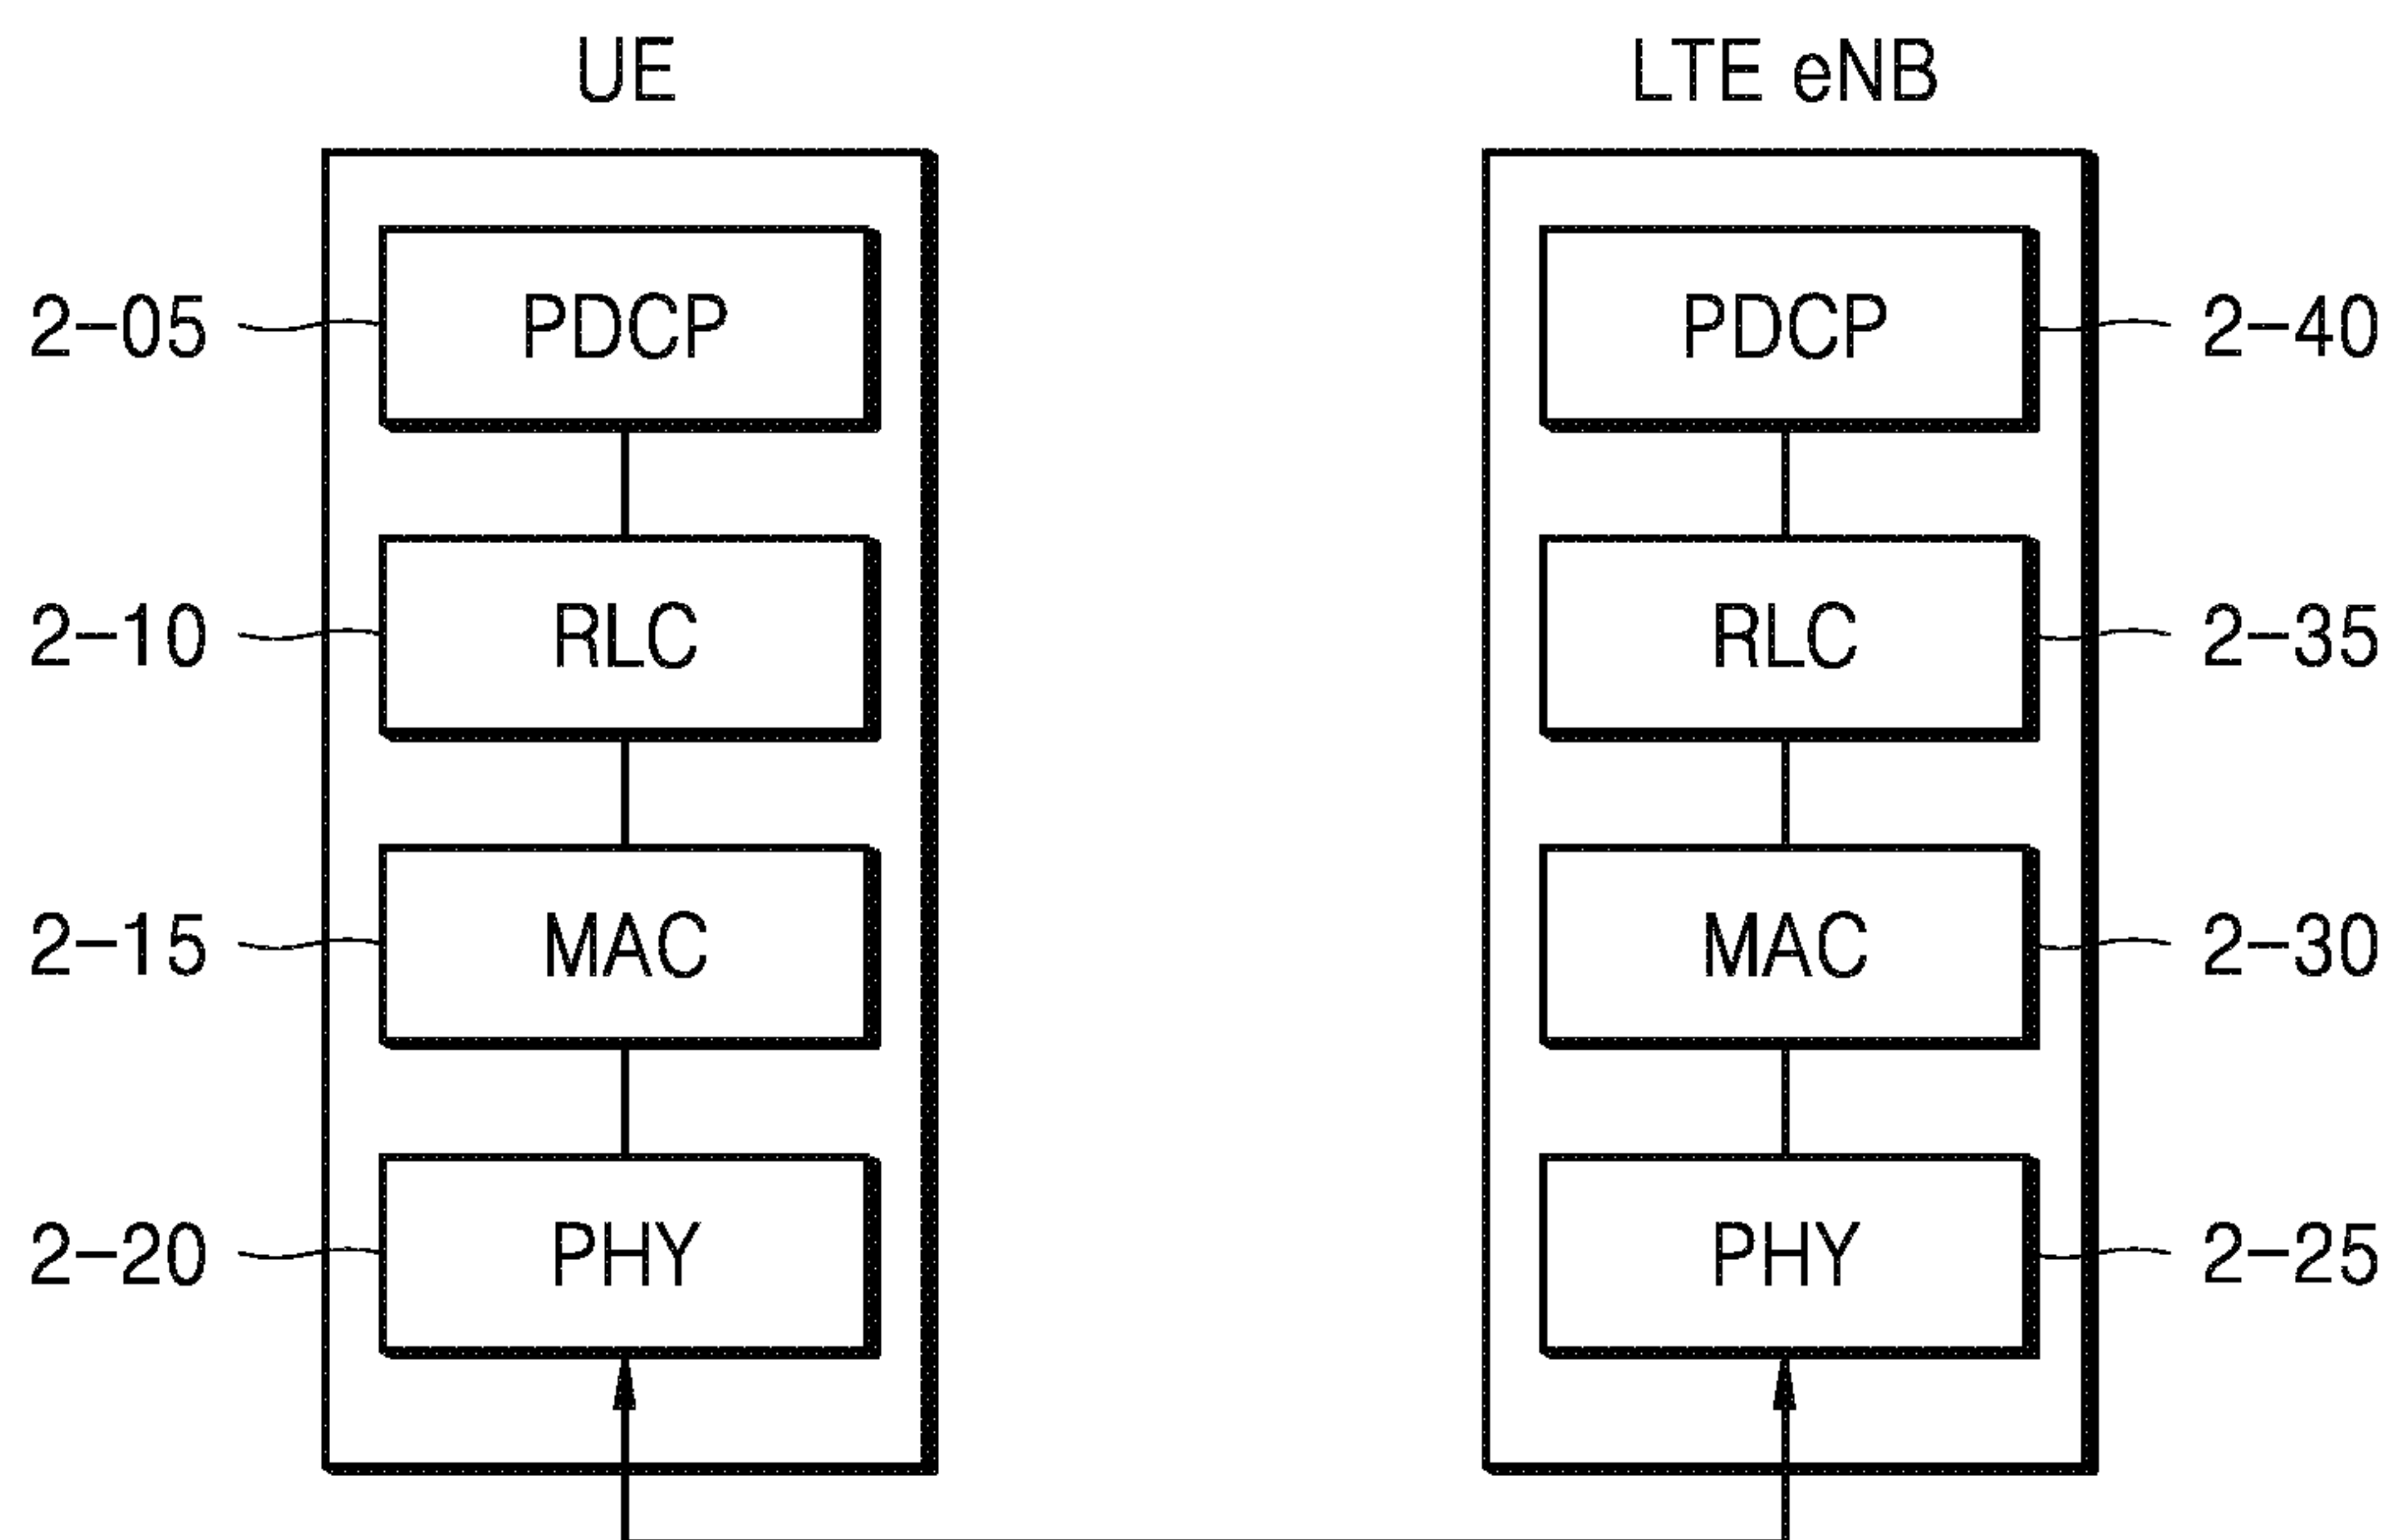 UE LTE eNB
2-05 PDCP PDCP 2-40
2-10 RLC RLC 2-35
2-15 MAC MAC 2-30
2-20 PHY PHY 2-25